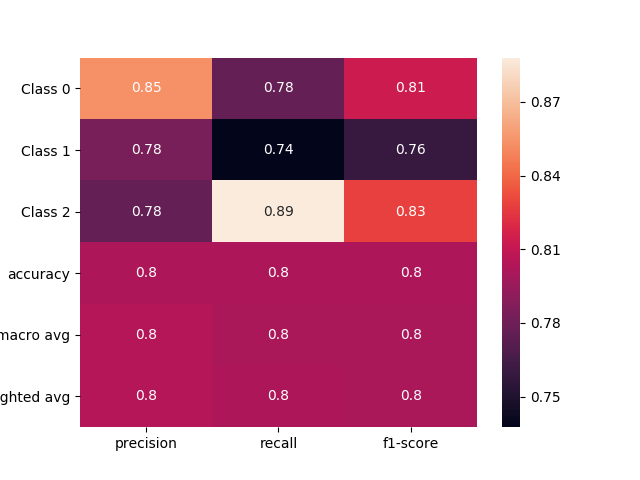 Class 0 0.85 0.78 0.81
0.87
Class 1 0.78 0.74 0.76
0.84
Class 2 0.78 0.89 0.83
0.81
accuracy 0.8 0.8 0.8
0.78
macro avg 0.8 0.8 0.8
ghted avg 0.8 0.8 0.8
0.75
precision recall f1-score